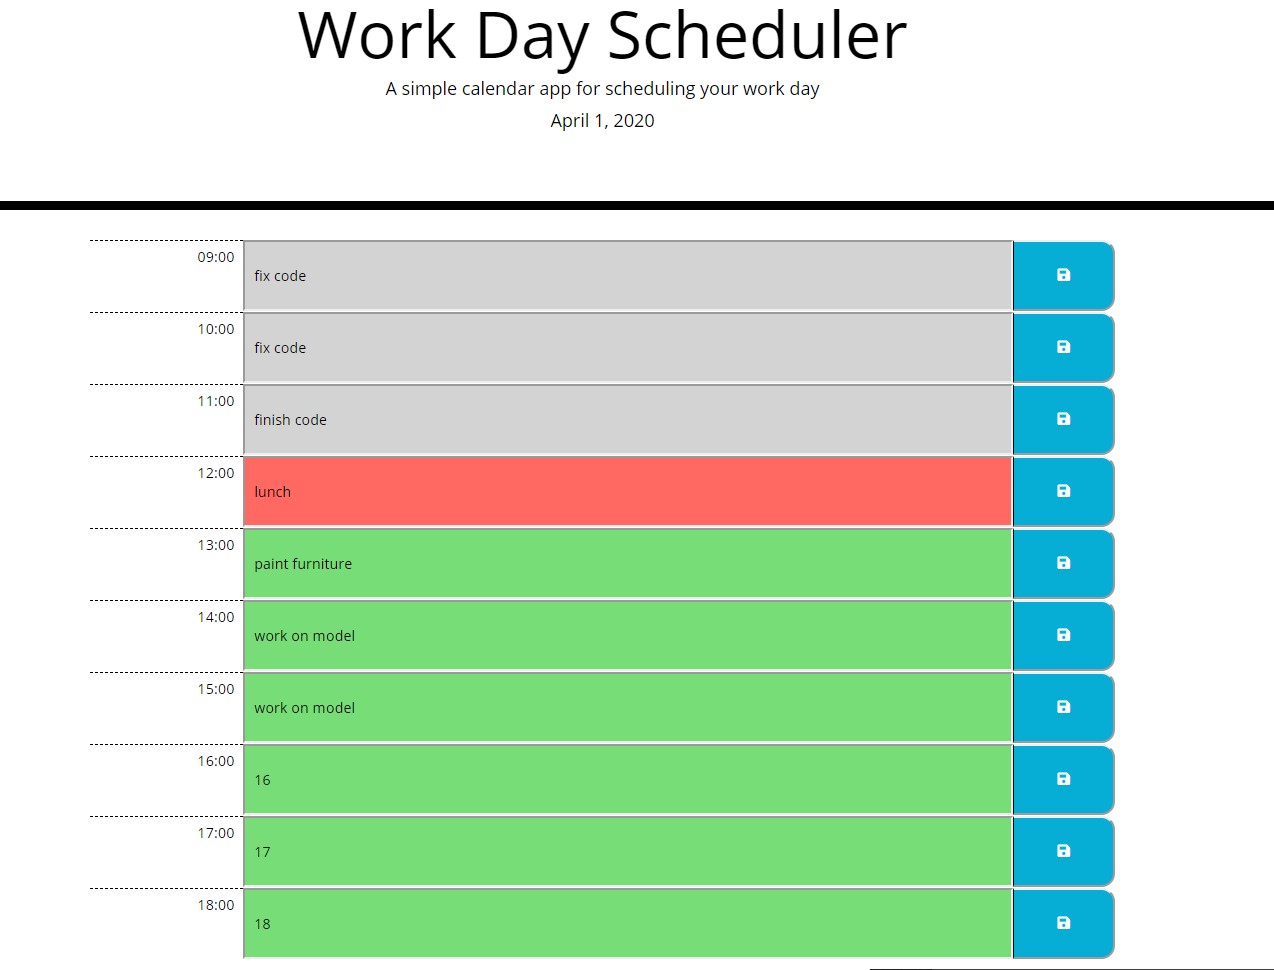 Work Day Scheduler
A simple calendar app for scheduling your work day
April 1, 2020
09:00
fix code
10:00
fix code
11:00
finish code
12:00
lunch
13:00
paint furniture
14:00
work on model
15:00
work on model
16:00
16
17:00
17
18:00
18